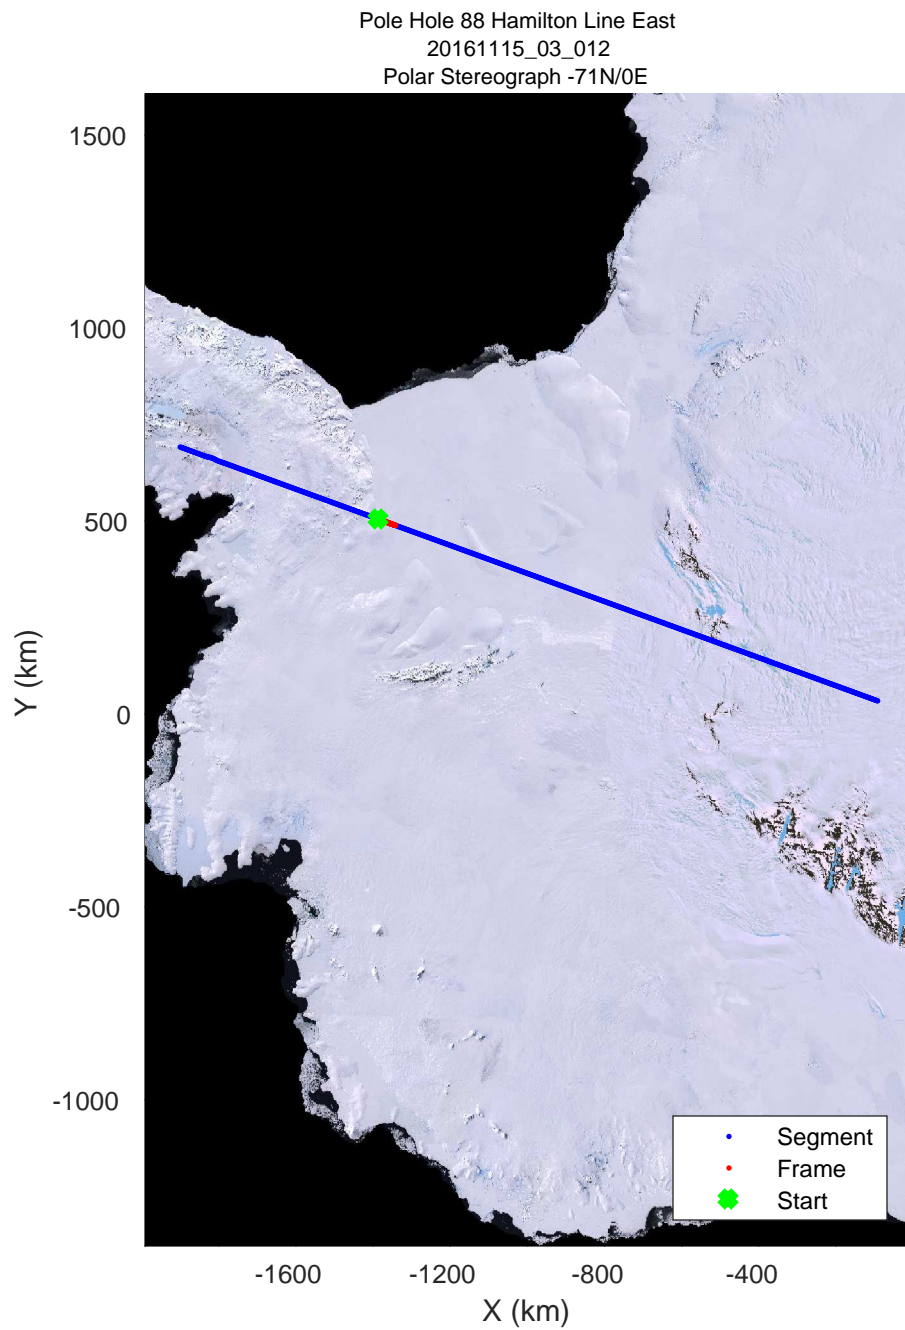 Pole Hole 88 Hamilton Line East
20161115_03_012
Polar Stereograph -71N/0E
1500
1000
500
0
-500
-1000
Y (km)
-1600
-1200
-800
-400
X (km)
Segment
Frame
Start